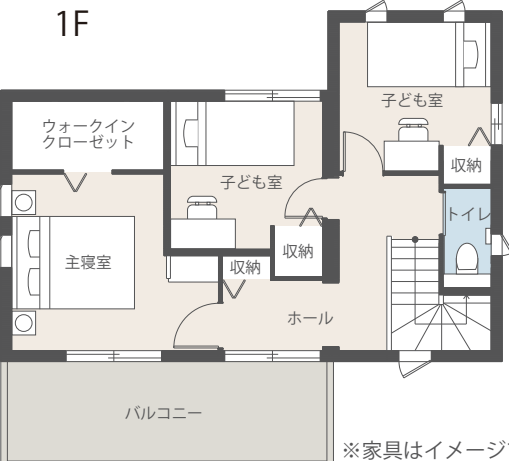 1F
子ども室
ウォークイン
クローゼット
収納
子ども室
トイレ
収納
主寝室
収納
ホール
バルコニー
※家具はイメージ